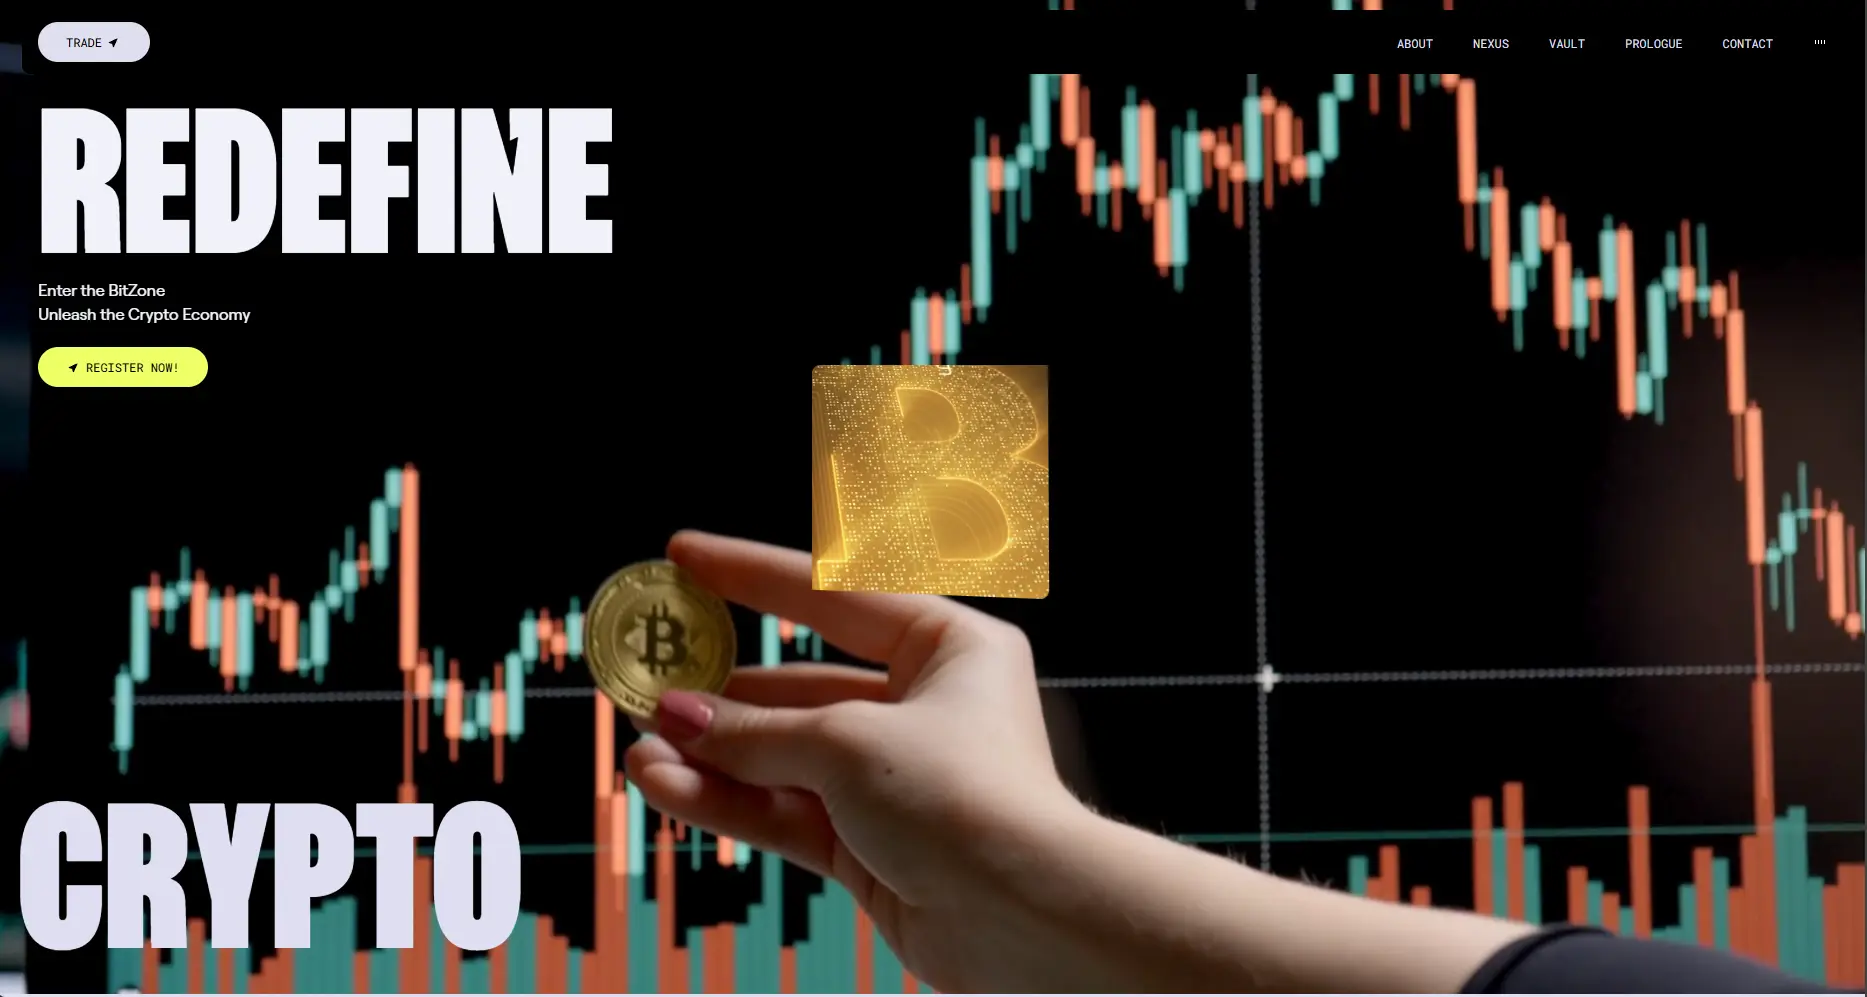 TRADE
ABOUT NEXUS VAULT PROLOGUE CONTACT
REDEFINE
Enter the BitZone
Unleash the Crypto Economy
REGISTER NOW!
CRYPTO